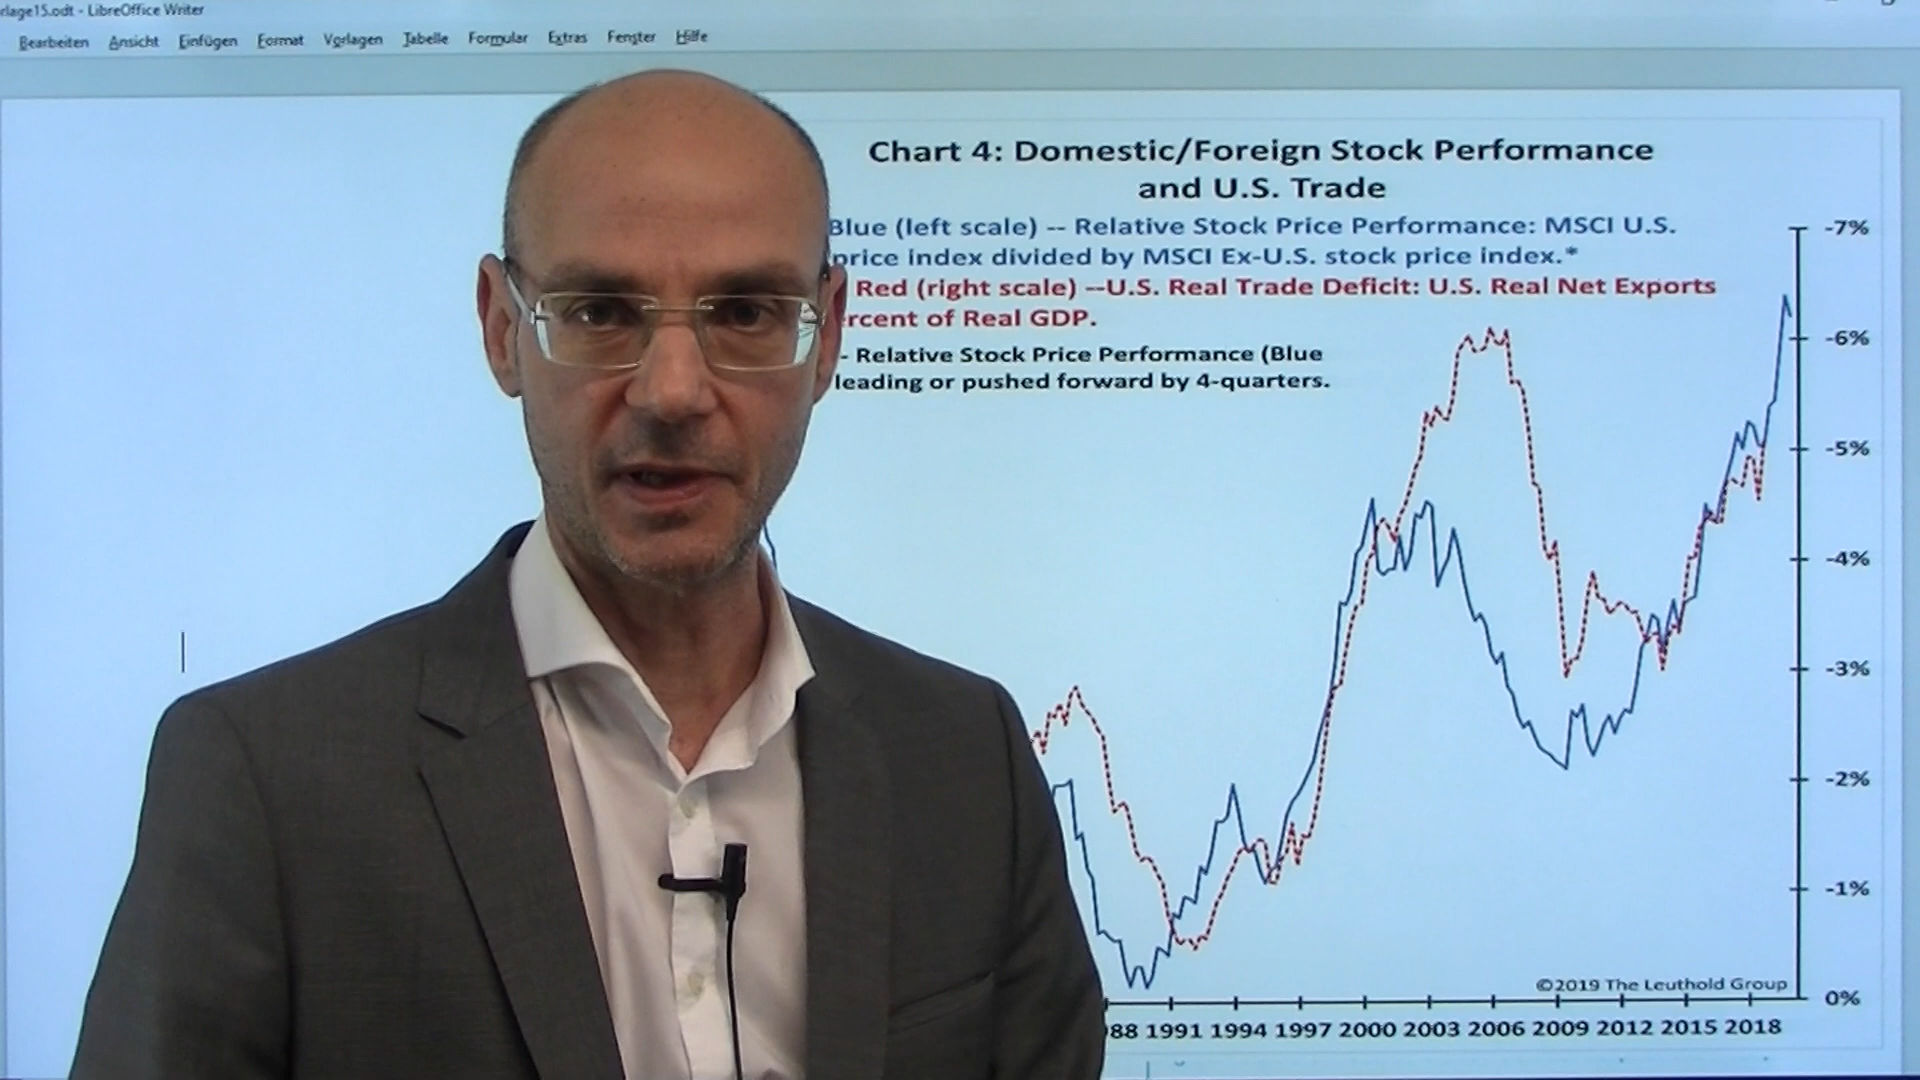 rlage15.odt - LibreOffice Writer
Bearbeiten Ansicht Einfügen Format Vorlagen Tabelle Formular Extras Fenster Hilfe
Chart 4: Domestic/Foreign Stock Performance
and U.S. Trade
Blue (left scale) -- Relative Stock Price Performance: MSCI U.S.
price index divided by MSCI Ex-U.S. stock price index.*
Red (right scale) --U.S. Real Trade Deficit: U.S. Real Net Exports
rcent of Real GDP.
- Relative Stock Price Performance (Blue
leading or pushed forward by 4-quarters.
-7%
-6%
-5%
-4%
-3%
-2%
-1%
0%
©2019 The Leuthold Group
88 1991 1994 1997 2000 2003 2006 2009 2012 2015 2018